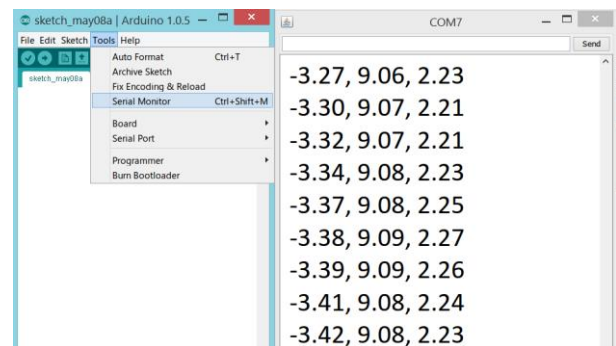 sketch_may08a | Arduino 1.0.5
File Edit Sketch Tools Help
sketch_may08a
Auto Format Ctrl+T
Archive Sketch
Fix Encoding & Reload
Serial Monitor Ctrl+Shift+M
Board
Serial Port
Programmer
Burn Bootloader
COM7
Send
-3.27, 9.06, 2.23
-3.30, 9.07, 2.21
-3.32, 9.07, 2.21
-3.34, 9.08, 2.23
-3.37, 9.08, 2.25
-3.38, 9.09, 2.27
-3.39, 9.09, 2.26
-3.41, 9.08, 2.24
-3.42, 9.08, 2.23